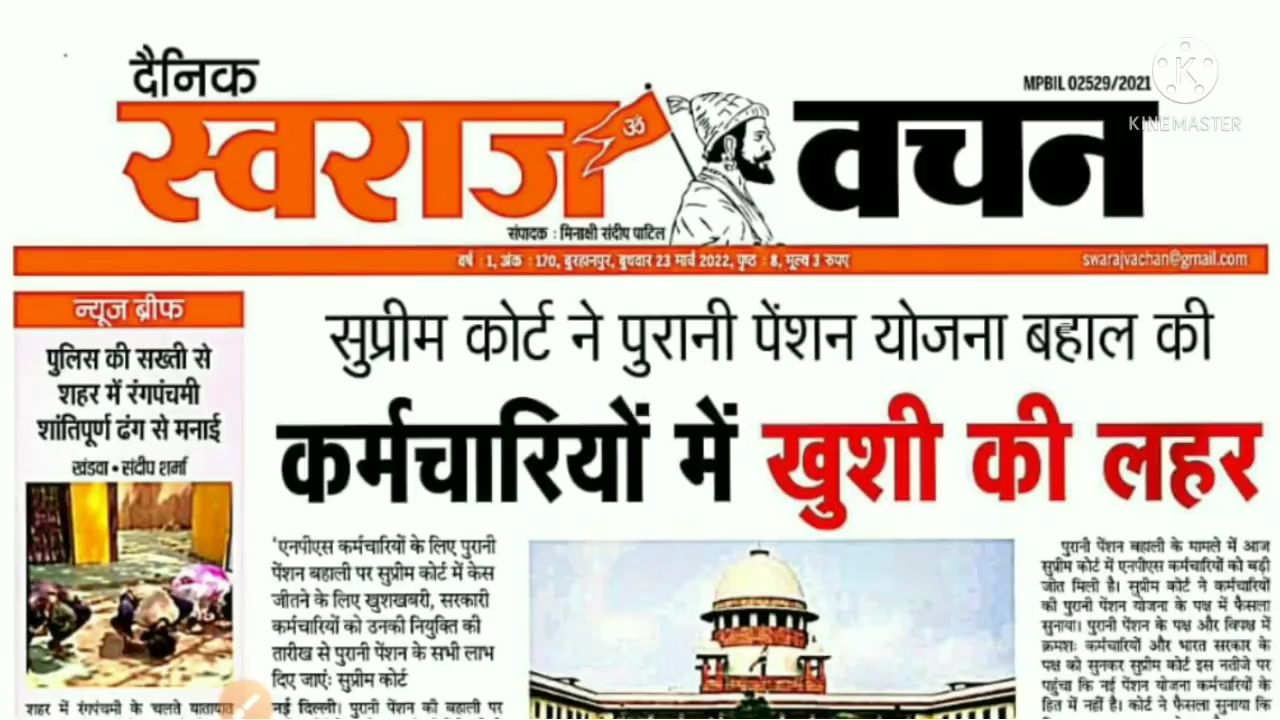 दैनिक
स्वराज वचन
ॐ
MPBIL 02529/2021
KINEMASTER
संपादक : मिनाक्षी संदीप पाटिल
वर्ष : 1, अंक : 170, बुरहानपुर, बुधवार 23 मार्च 2022, पृष्ठ : 8, मूल्य 3 रुपए
swarajvachan@gmail.com
न्यूज ब्रीफ
पुलिस की सख्ती से
शहर में रंगपंचमी
शांतिपूर्ण ढंग से मनाई
खंडवा • संदीप शर्मा
शहर में रंगपंचमी के चलते यातायात
सुप्रीम कोर्ट ने पुरानी पेंशन योजना बहाल की
कर्मचारियों में खुशी की लहर
'एनपीएस कर्मचारियों के लिए पुरानी
पेंशन बहाली पर सुप्रीम कोर्ट में केस
जीतने के लिए खुशखबरी, सरकारी
कर्मचारियों को उनकी नियुक्ति की
तारीख से पुरानी पेंशन के सभी लाभ
दिए जाएं: सुप्रीम कोर्ट
नई दिल्ली। पुरानी पेंशन की बहाली पर
पुरानी पेंशन बहाली के मामले में आज
सुप्रीम कोर्ट में एनपीएस कर्मचारियों को बड़ी
जीत मिली है। सुप्रीम कोर्ट ने कर्मचारियों
की पुरानी पेंशन योजना के पक्ष में फैसला
सुनाया। पुरानी पेंशन के पक्ष और विपक्ष में
क्रमशः कर्मचारियों और भारत सरकार के
पक्ष को सुनकर सुप्रीम कोर्ट इस नतीजे पर
पहुंचा कि नई पेंशन योजना कर्मचारियों के
हित में नहीं है। कोर्ट ने फैसला सुनाया कि